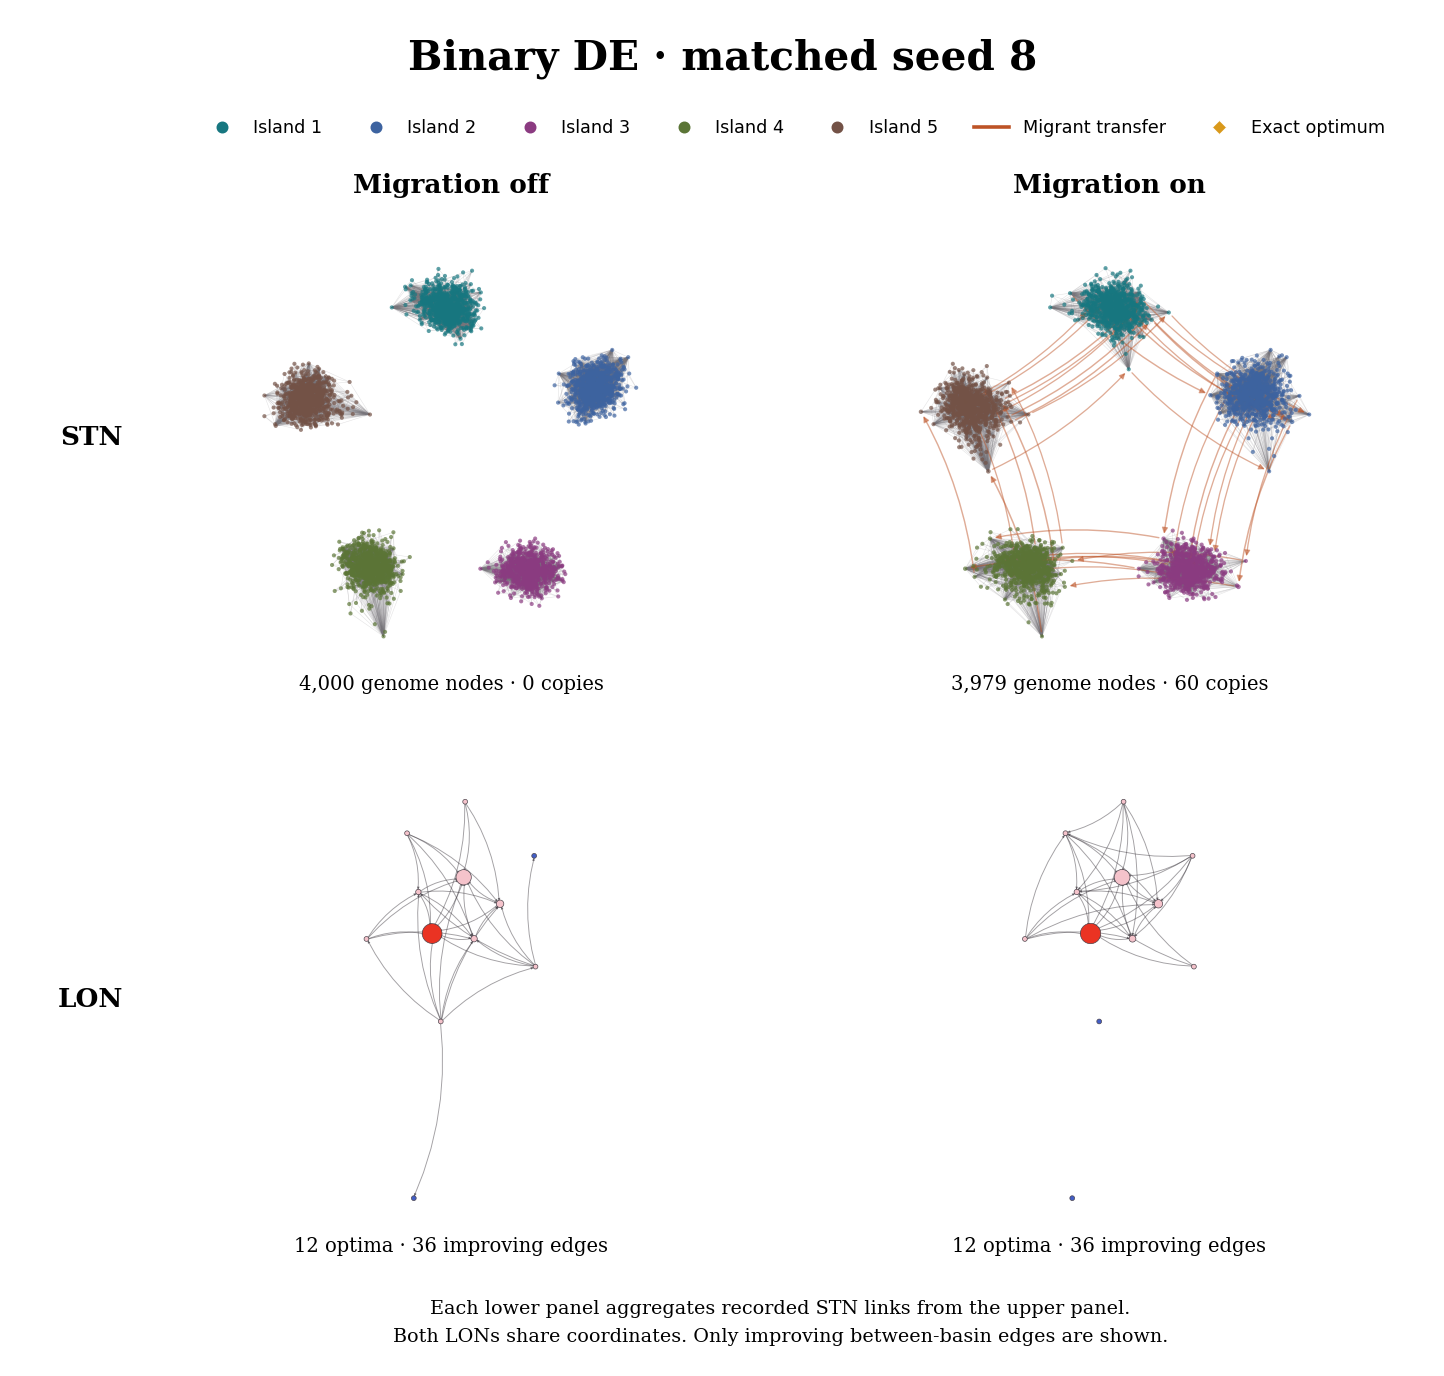 Binary DE · matched seed 8
Island 1 Island 2 Island 3 Island 4 Island 5 Migrant transfer Exact optimum
Migration off Migration on
STN
4,000 genome nodes · 0 copies 3,979 genome nodes · 60 copies
LON
12 optima · 36 improving edges 12 optima · 36 improving edges
Each lower panel aggregates recorded STN links from the upper panel.
Both LONs share coordinates. Only improving between-basin edges are shown.